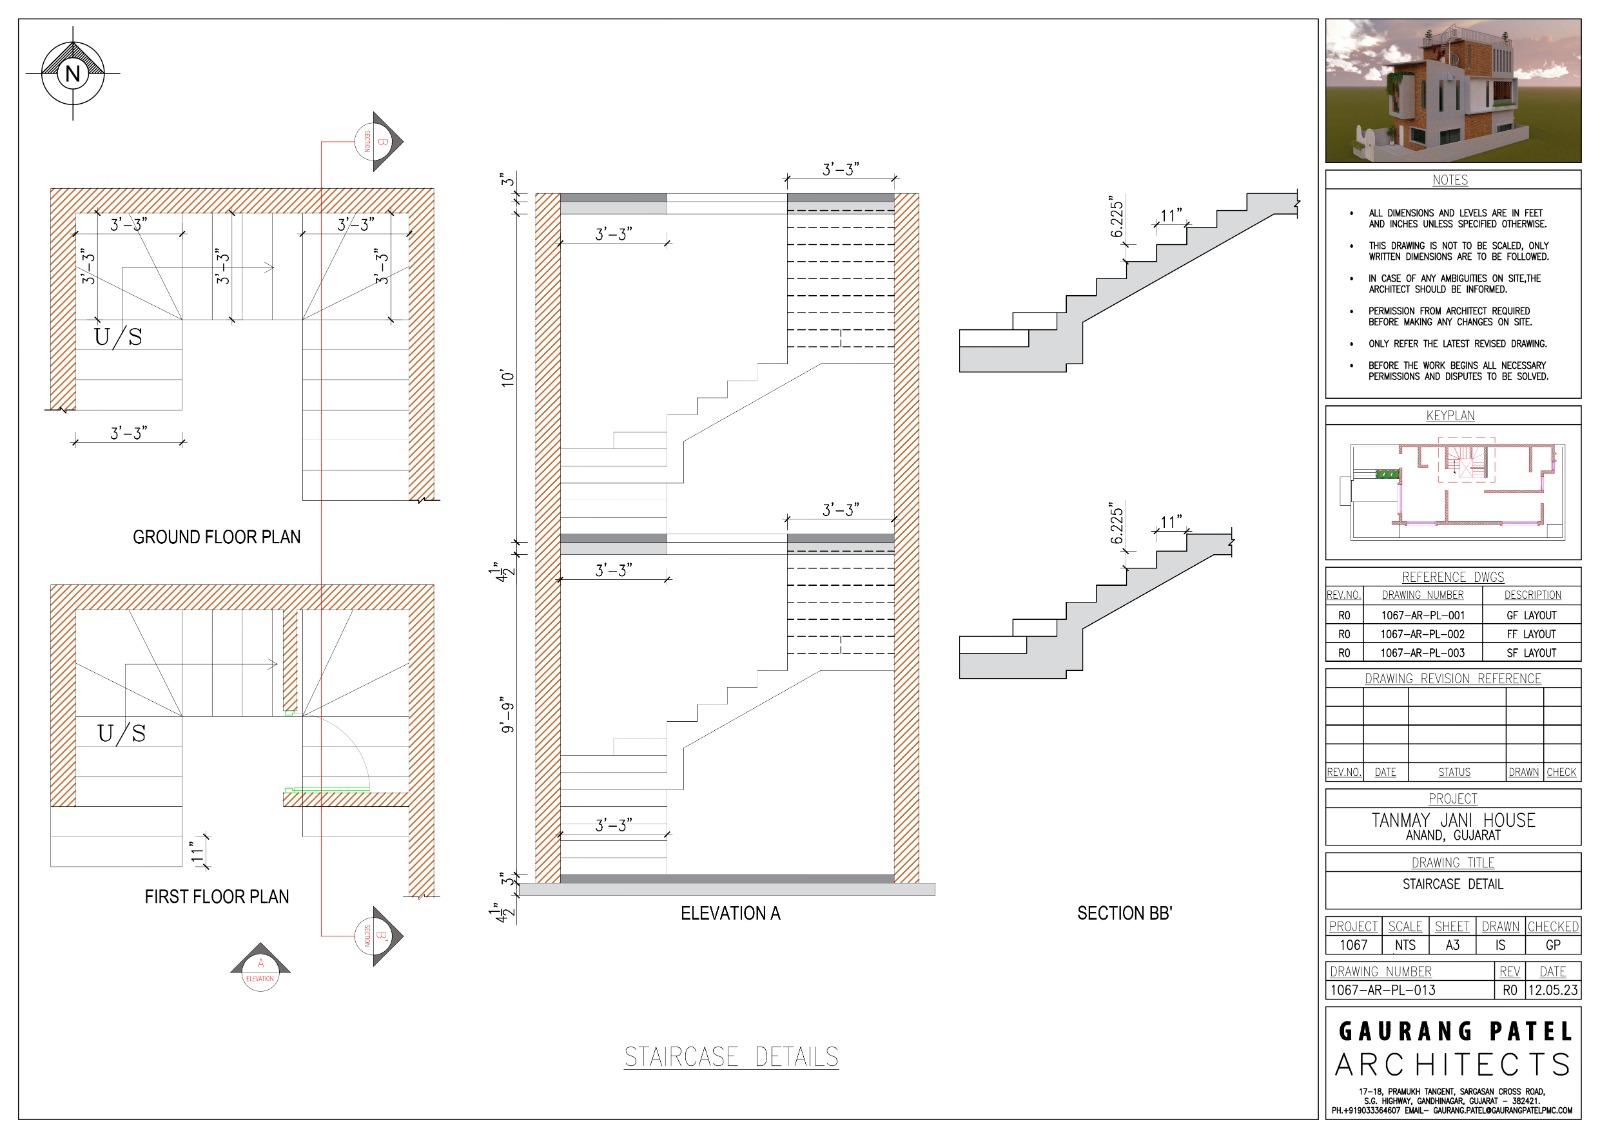 N
B
SECTION
3'-3"
3'-3"
3'-3"
3'-3"
3'-3"
U/S
3'-3"
GROUND FLOOR PLAN
U/S
11"
FIRST FLOOR PLAN
B'
SECTION
A
ELEVATION
3"
3'-3"
3'-3"
10'
3'-3"
4½"
3'-3"
9'-9"
3'-3"
3"
4½"
ELEVATION A
6.225"
11"
6.225"
11"
SECTION BB'
STAIRCASE DETAILS
NOTES
• ALL DIMENSIONS AND LEVELS ARE IN FEET
AND INCHES UNLESS SPECIFIED OTHERWISE.
• THIS DRAWING IS NOT TO BE SCALED, ONLY
WRITTEN DIMENSIONS ARE TO BE FOLLOWED.
• IN CASE OF ANY AMBIGUITIES ON SITE,THE
ARCHITECT SHOULD BE INFORMED.
• PERMISSION FROM ARCHITECT REQUIRED
BEFORE MAKING ANY CHANGES ON SITE.
• ONLY REFER THE LATEST REVISED DRAWING.
• BEFORE THE WORK BEGINS ALL NECESSARY
PERMISSIONS AND DISPUTES TO BE SOLVED.
KEYPLAN
REFERENCE DWGS
REV.NO. DRAWING NUMBER DESCRIPTION
R0 1067-AR-PL-001 GF LAYOUT
R0 1067-AR-PL-002 FF LAYOUT
R0 1067-AR-PL-003 SF LAYOUT
DRAWING REVISION REFERENCE
REV.NO. DATE STATUS DRAWN CHECK
PROJECT
TANMAY JANI HOUSE
ANAND, GUJARAT
DRAWING TITLE
STAIRCASE DETAIL
PROJECT SCALE SHEET DRAWN CHECKED
1067 NTS A3 IS GP
DRAWING NUMBER REV DATE
1067-AR-PL-013 R0 12.05.23
GAURANG PATEL
ARCHITECTS
17-18, PRAMUKH TANGENT, SARGASAN CROSS ROAD,
S.G. HIGHWAY, GANDHINAGAR, GUJARAT - 382421.
PH.+919033364607 EMAIL- GAURANG.PATEL@GAURANGPATELPMC.COM